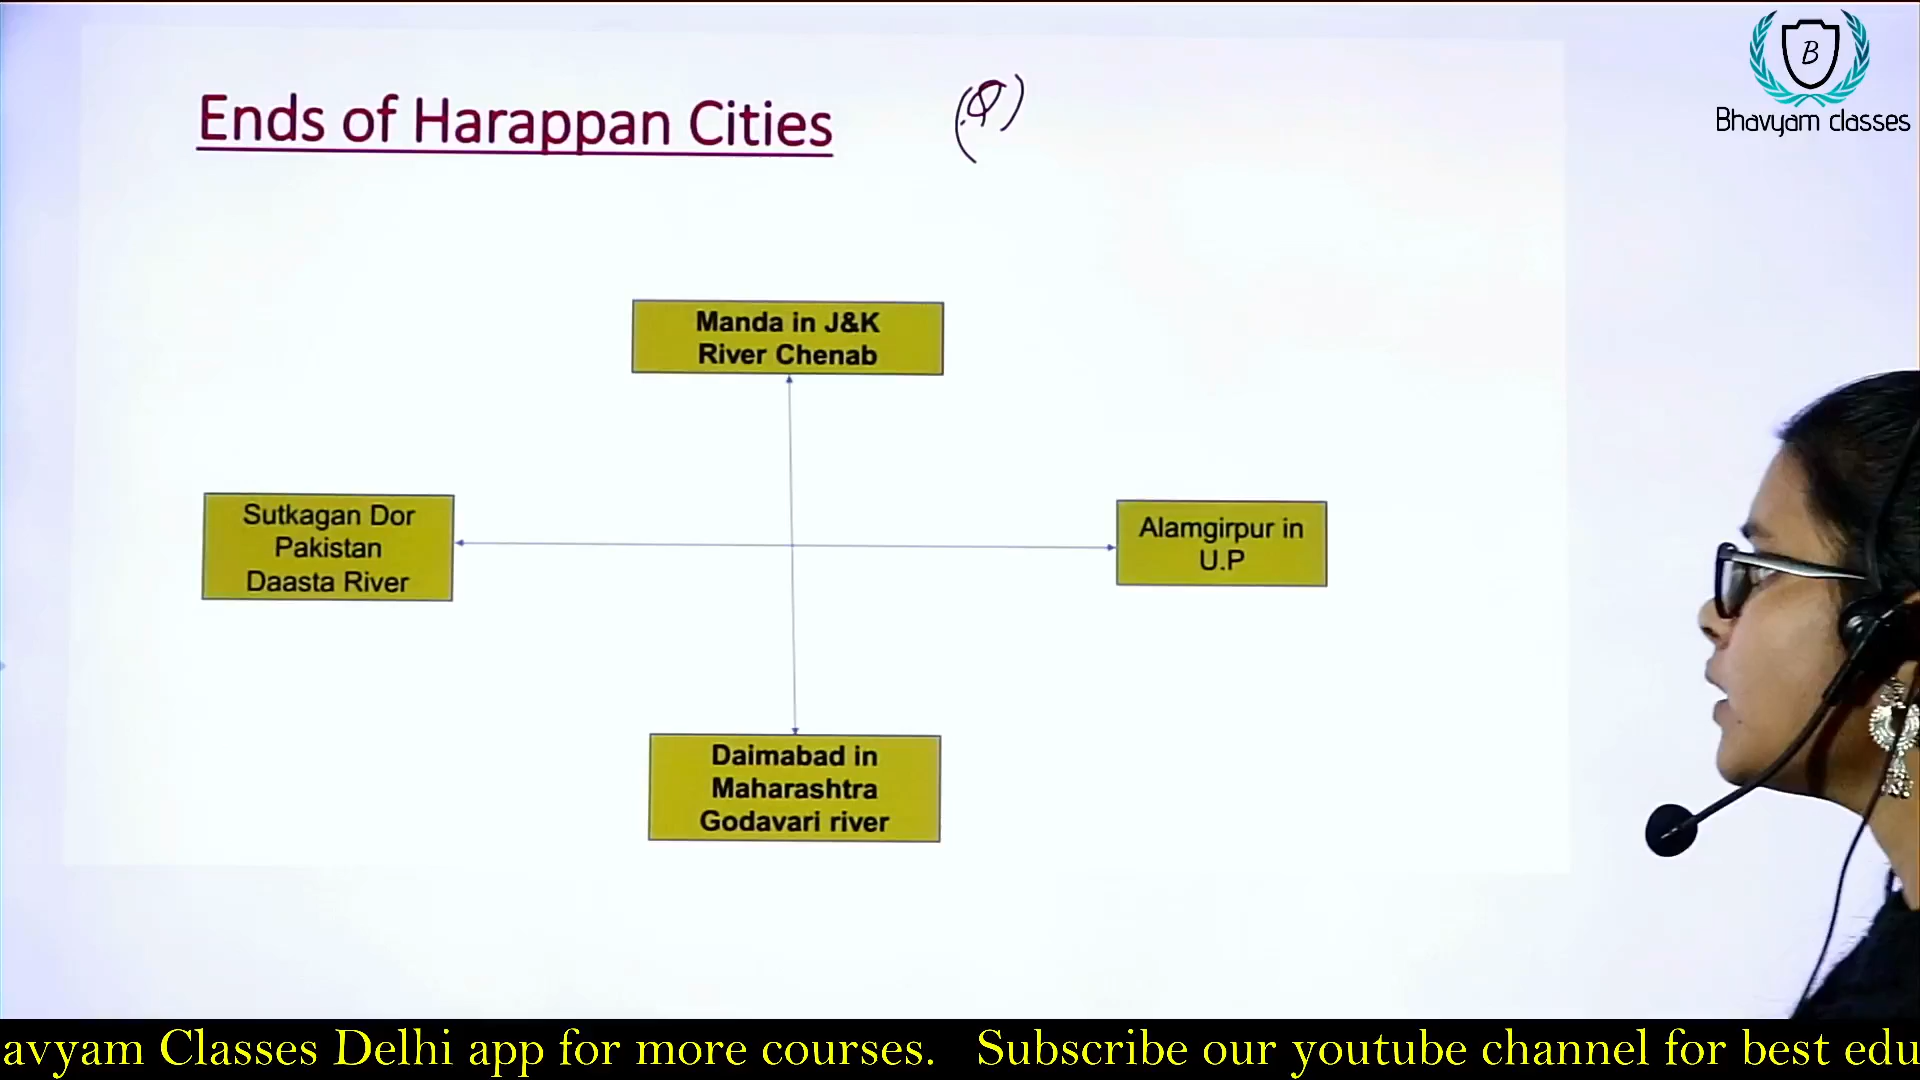 B
Bhavyam classes
Ends of Harappan Cities
Manda in J&K
River Chenab
Sutkagan Dor
Pakistan
Daasta River
Alamgirpur in
U.P
Daimabad in
Maharashtra
Godavari river
avyam Classes Delhi app for more courses. Subscribe our youtube channel for best edu